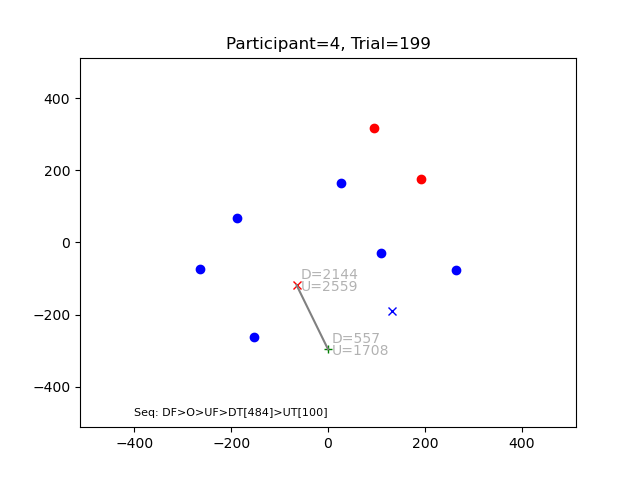 Participant=4, Trial=199
400
200
0
−200
−400
D=2144
U=2559
D=557
U=1708
Seq: DF>O>UF>DT[484]>UT[100]
−400
−200
0
200
400